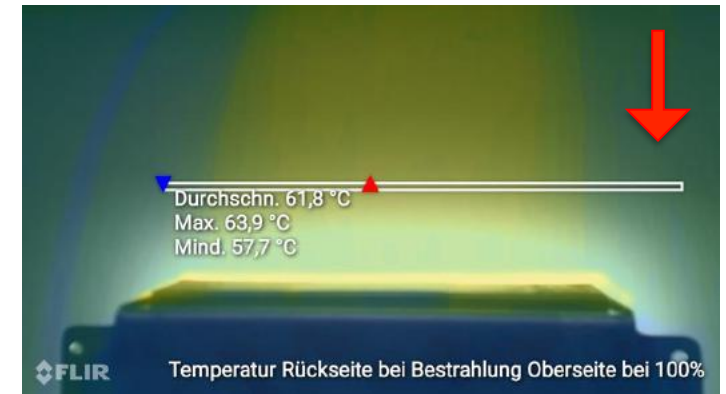 Durchschn. 61,8 °C
Max. 63,9 °C
Mind. 57,7 °C
FLIR
Temperatur Rückseite bei Bestrahlung Oberseite bei 100%